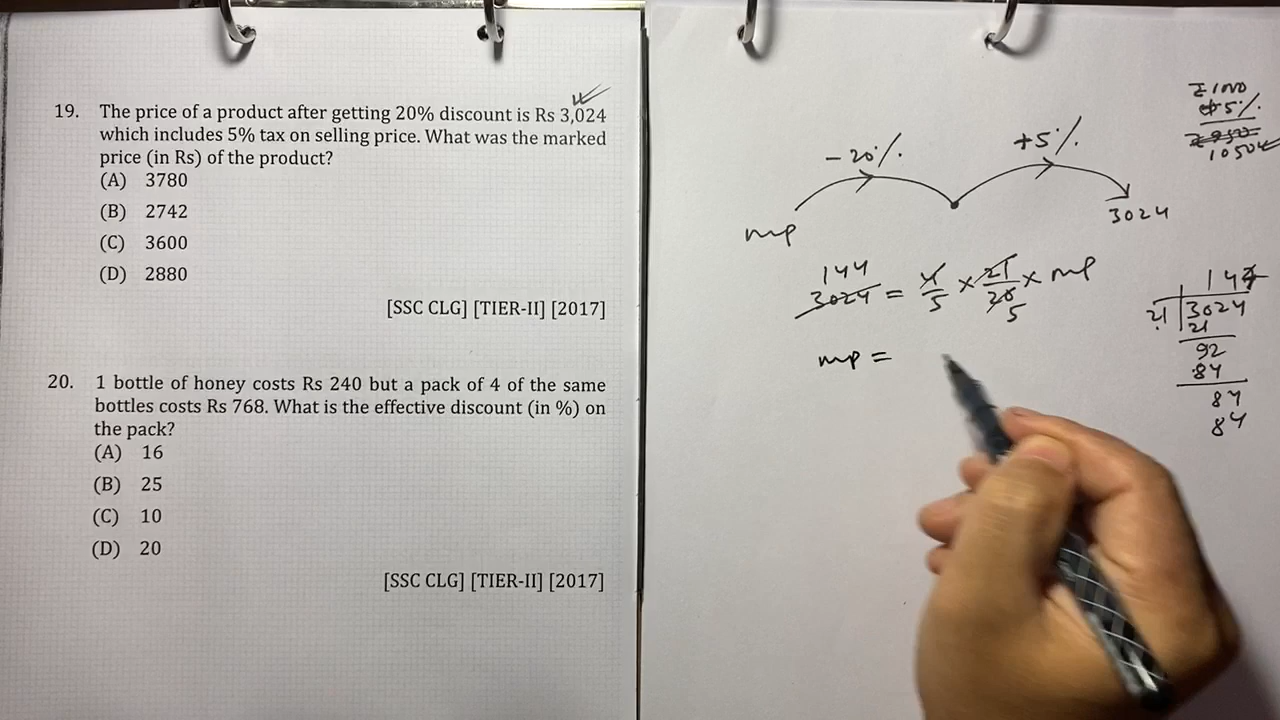 19. The price of a product after getting 20% discount is Rs 3,024
which includes 5% tax on selling price. What was the marked
price (in Rs) of the product?
(A) 3780
(B) 2742
(C) 3600
(D) 2880
[SSC CLG] [TIER-II] [2017]
20. 1 bottle of honey costs Rs 240 but a pack of 4 of the same
bottles costs Rs 768. What is the effective discount (in %) on
the pack?
(A) 16
(B) 25
(C) 10
(D) 20
[SSC CLG] [TIER-II] [2017]
5%
1050
-20%
+5%
mp
3024
144
3024 = 4/5 × 21/20 × mp
5
mp =
144
21 3024
21
92
84
84
84